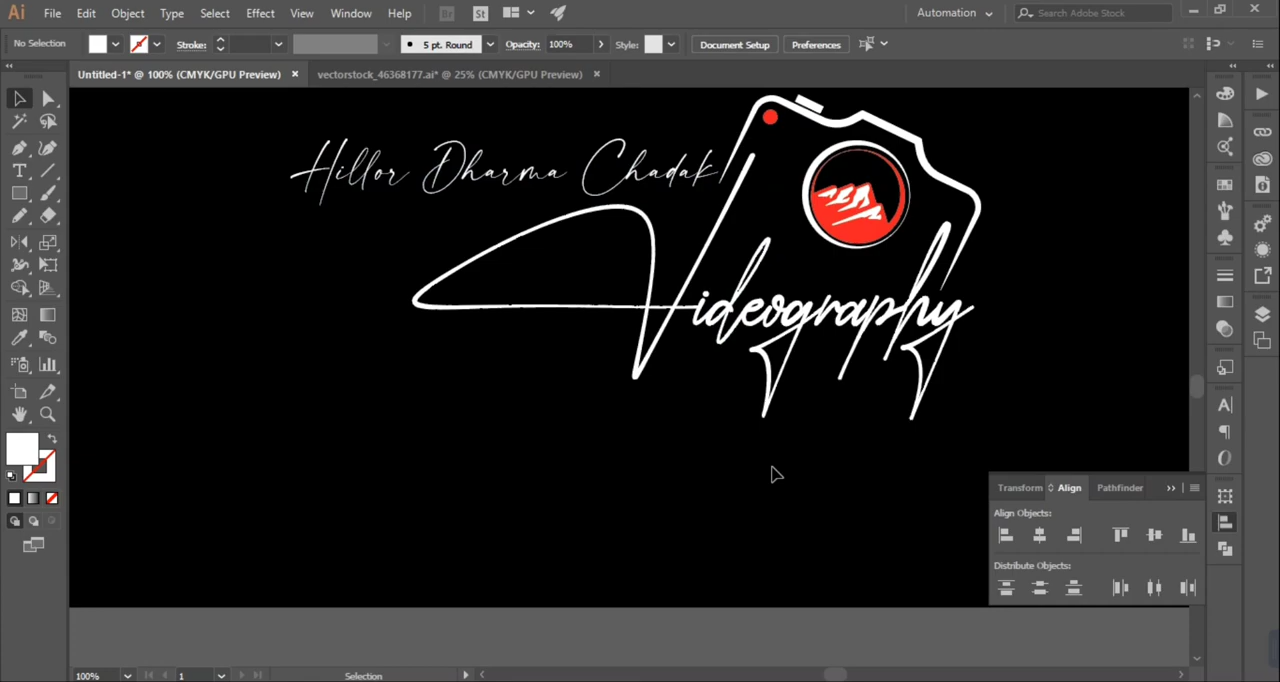 Ai File Edit Object Type Select Effect View Window Help Br St Automation Search Adobe Stock
No Selection Stroke: 5 pt. Round Opacity: 100% Style: Document Setup Preferences
Untitled-1* @ 100% (CMYK/GPU Preview) × vectorstock_46368177.ai* @ 25% (CMYK/GPU Preview) ×
Hillor Dharma Chadak
Videography
Transform Align Pathfinder
Align Objects:
Distribute Objects:
100% 1 Selection